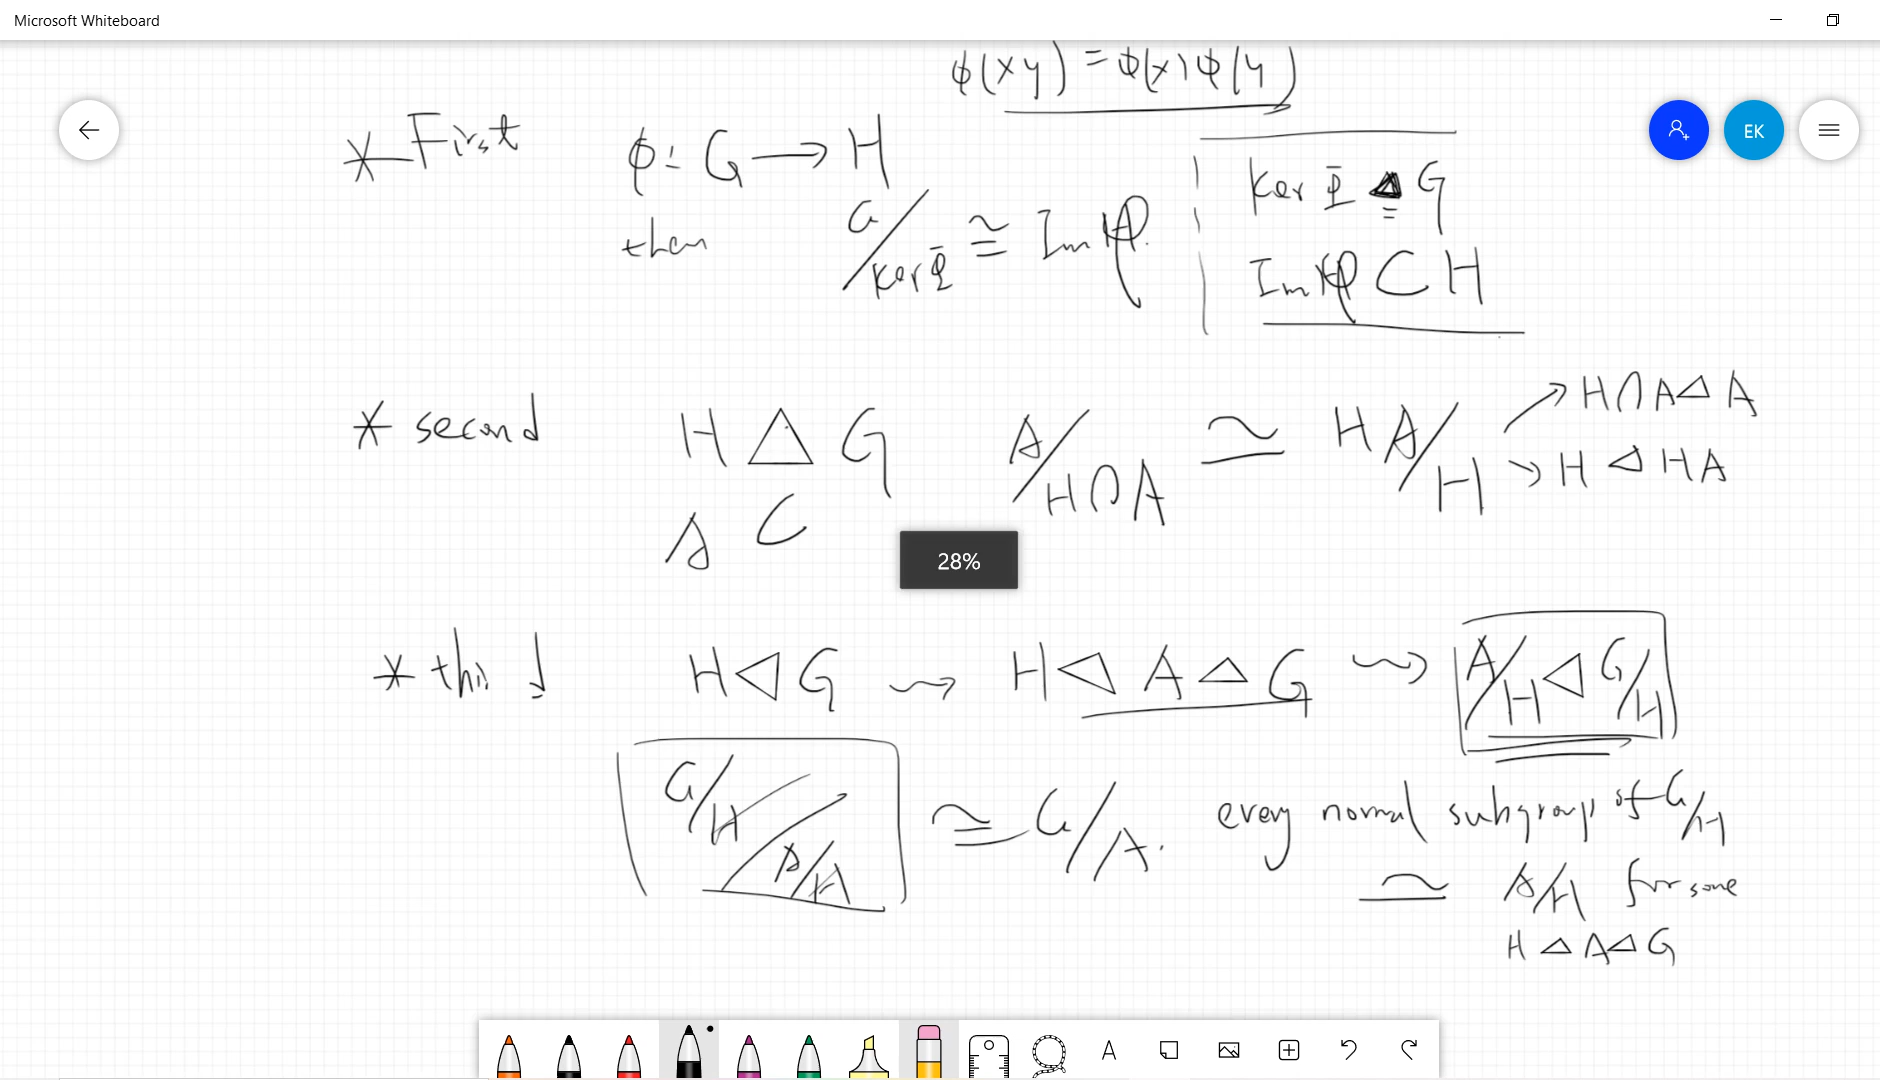 Microsoft Whiteboard
ϕ(xy) = ϕ(x)ϕ(y)
* First ϕ: G → H
then G/Ker Φ ≅ Im Φ.
Ker Φ △ G
Im Φ ⊂ H
EK
* second H △ G A/H∩A ≅ HA/H → H∩A △ A
→ H ◁ HA
A ⊂
28%
* third H ◁ G ⇝ H ◁ A △ G ⇝ A/H ◁ G/H
G/H / A/H ≅ G/A. every normal subgroup of G/H
≅ A/H for some
H △ A △ G
A